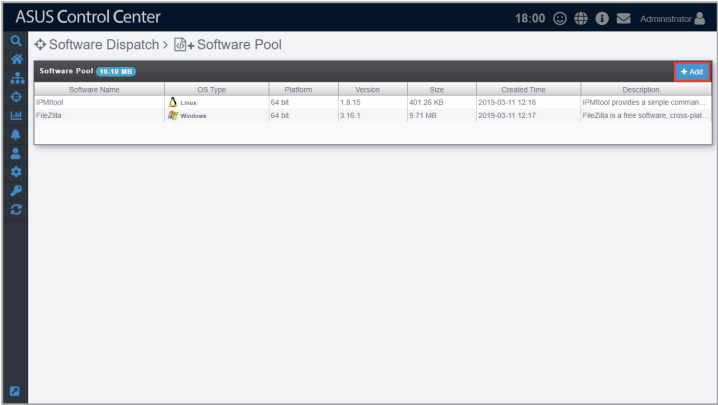 ASUS Control Center 18:00 Administrator
Software Dispatch > Software Pool
Software Pool 10.10 MB + Add
Software Name OS Type Platform Version Size Created Time Description
IPMItool Linux 64 bit 1.8.15 401.26 KB 2019-03-11 12:18 IPMItool provides a simple comman...
FileZilla Windows 64 bit 3.16.1 9.71 MB 2019-03-11 12:17 FileZilla is a free software, cross-plat...